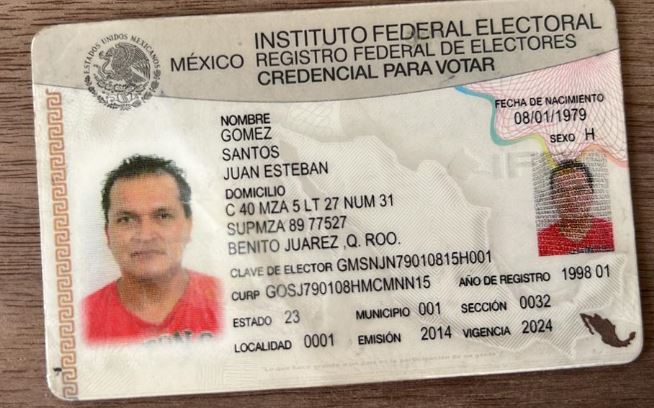 INSTITUTO FEDERAL ELECTORAL
MÉXICO REGISTRO FEDERAL DE ELECTORES
CREDENCIAL PARA VOTAR
ESTADOS UNIDOS MEXICANOS
NOMBRE
GOMEZ
SANTOS
JUAN ESTEBAN
FECHA DE NACIMIENTO
08/01/1979
SEXO H
DOMICILIO
C 40 MZA 5 LT 27 NUM 31
SUPMZA 89 77527
BENITO JUAREZ ,Q. ROO.
CLAVE DE ELECTOR GMSNJN79010815H001
CURP GOSJ790108HMCMNN15 AÑO DE REGISTRO 1998 01
ESTADO 23 MUNICIPIO 001 SECCIÓN 0032
LOCALIDAD 0001 EMISIÓN 2014 VIGENCIA 2024